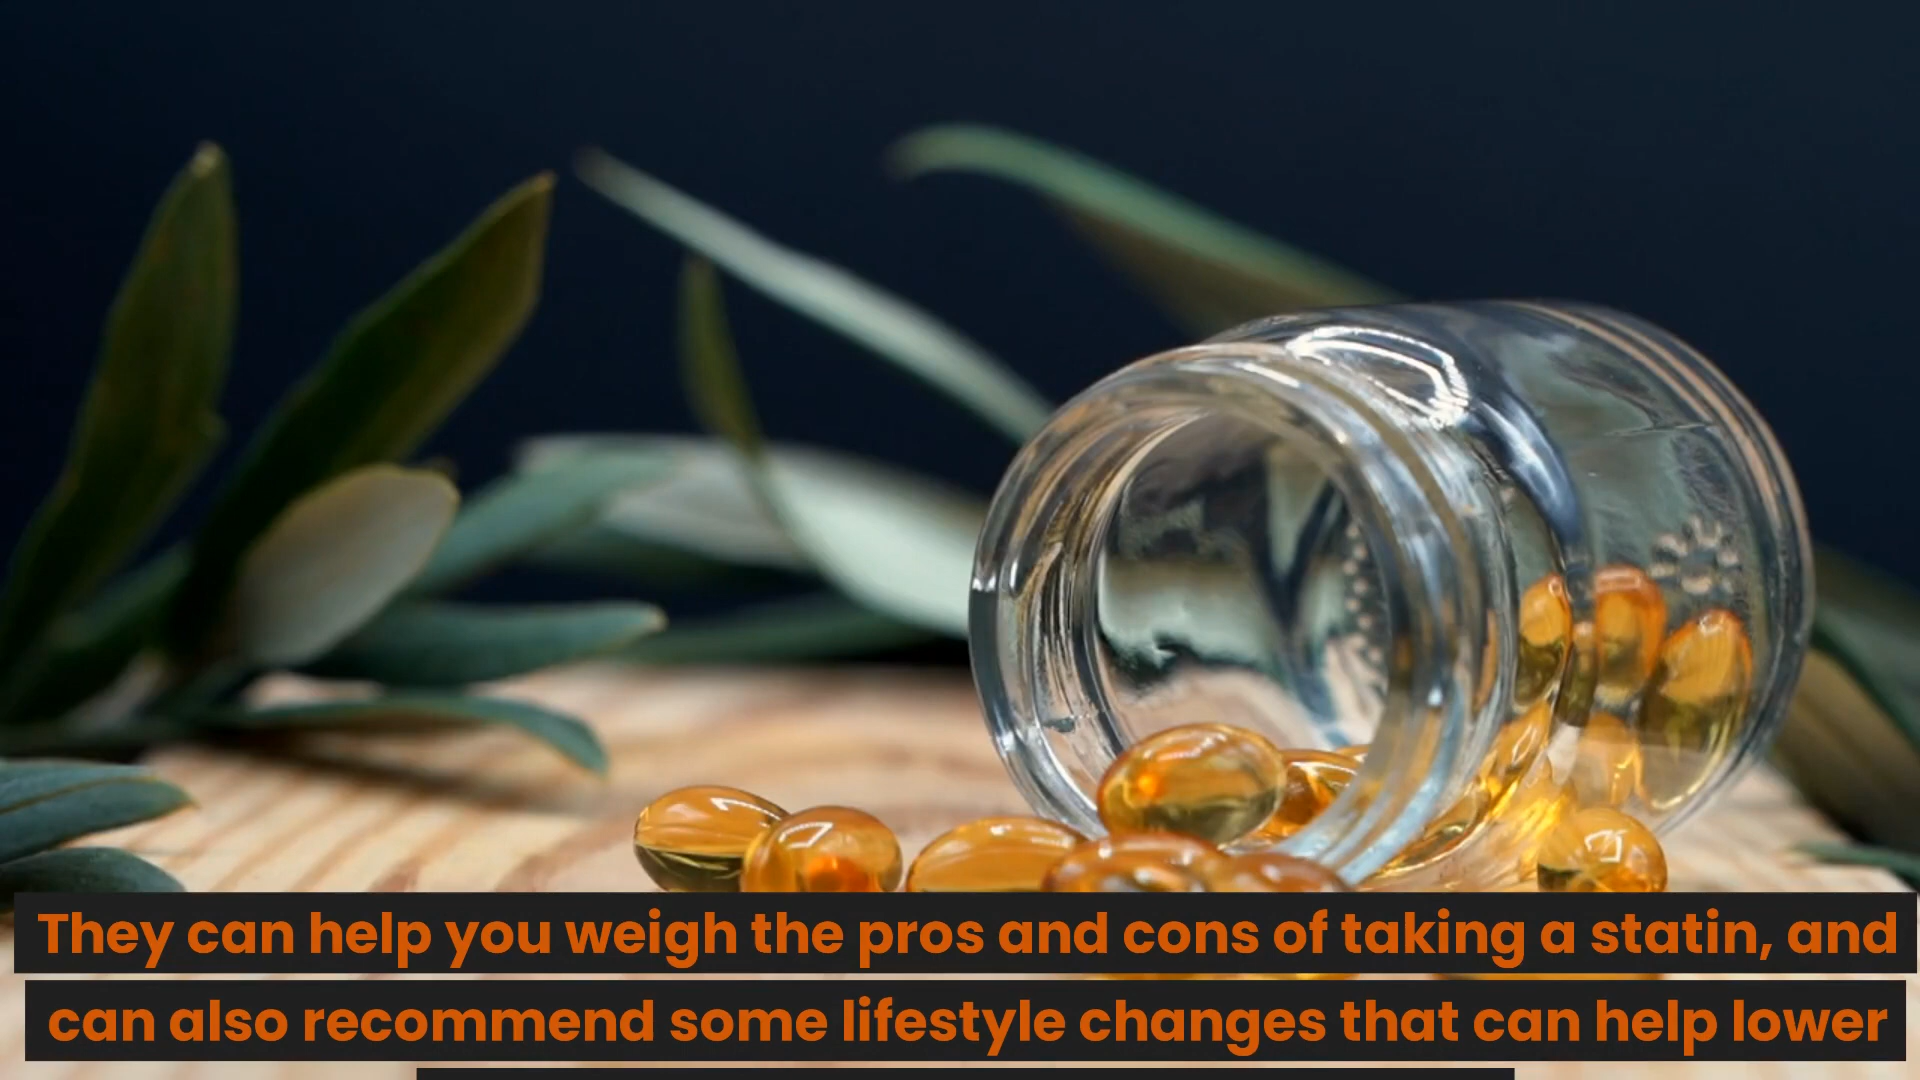 They can help you weigh the pros and cons of taking a statin, and
can also recommend some lifestyle changes that can help lower